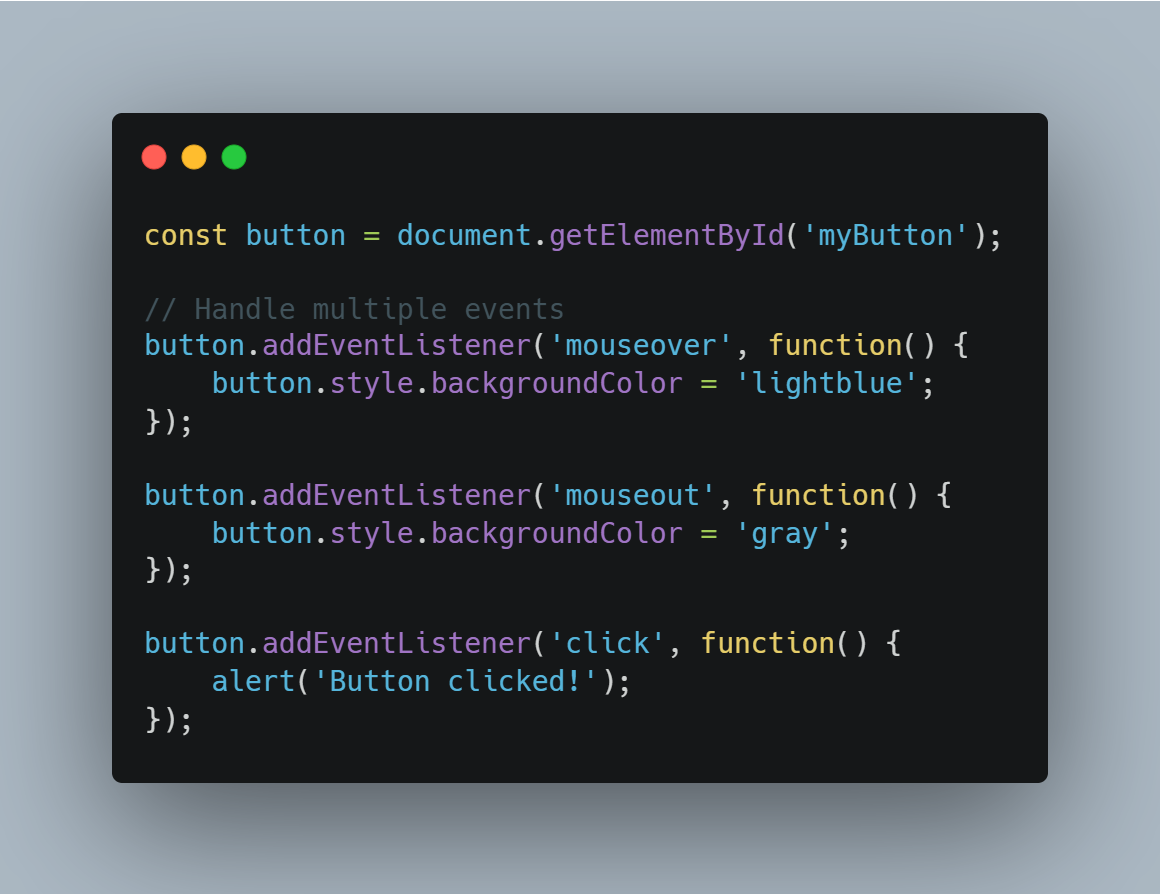 const button = document.getElementById('myButton');

// Handle multiple events
button.addEventListener('mouseover', function() {
    button.style.backgroundColor = 'lightblue';
});

button.addEventListener('mouseout', function() {
    button.style.backgroundColor = 'gray';
});

button.addEventListener('click', function() {
    alert('Button clicked!');
});